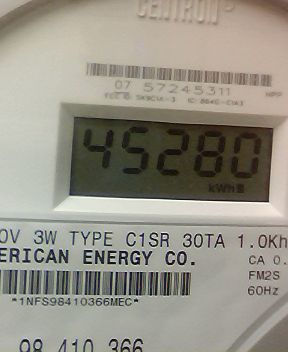 CENTRON
07 57245311
45280
kWh
0V 3W TYPE C1SR 30TA 1.0Kh
ERICAN ENERGY CO.
CA 0.
FM2S
60Hz
*1NFS98410366MEC*
98 410 366